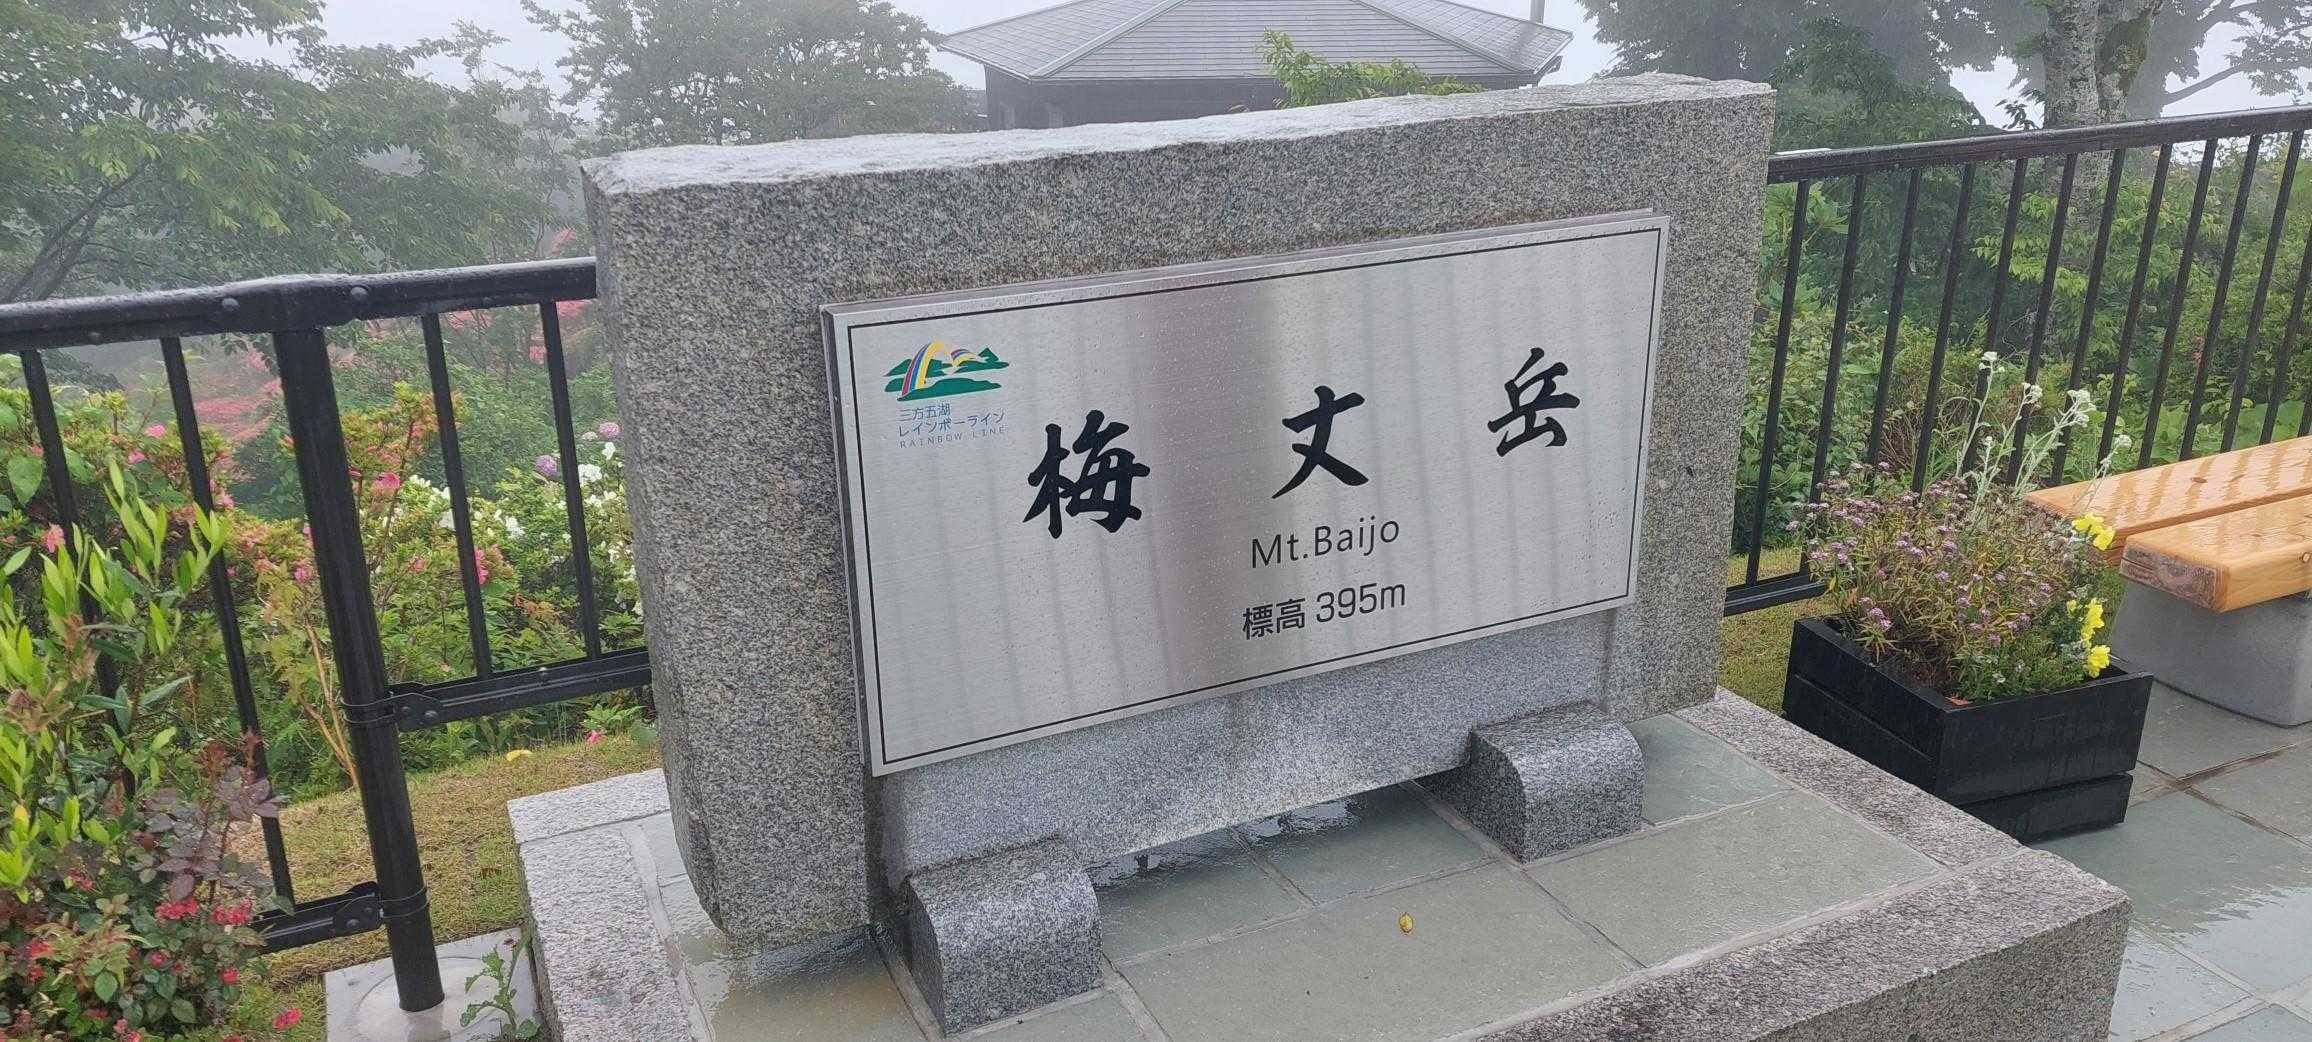 三方五湖
レインボーライン
RAINBOW LINE
梅丈岳
Mt.Baijo
標高 395m